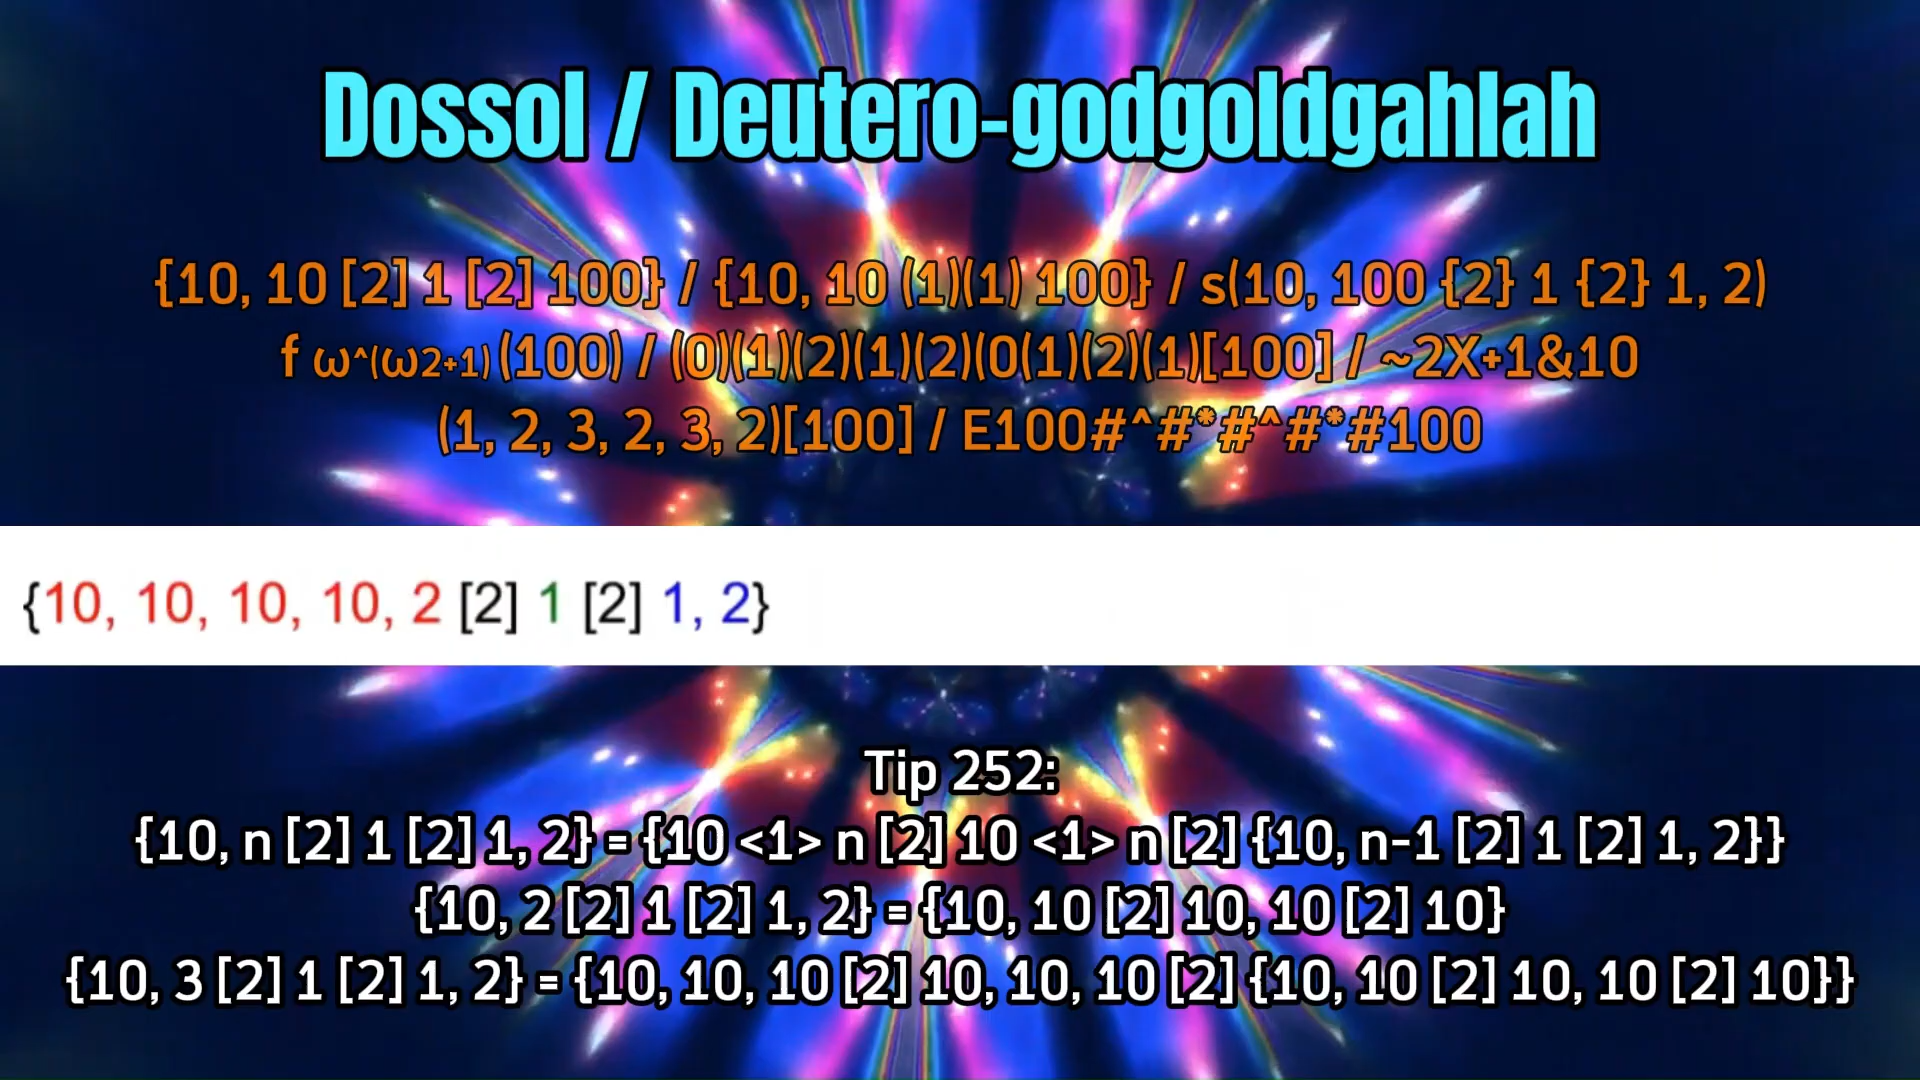 Dossol / Deutero-godgoldgahlah
{10, 10 [2] 1 [2] 100} / {10, 10 (1)(1) 100} / s(10, 100 {2} 1 {2} 1, 2)
f ω^(ω2+1) (100) / (0)(1)(2)(1)(2)(0(1)(2)(1)[100] / ~2X+1&10
(1, 2, 3, 2, 3, 2)[100] / E100#^#*#^#*#100
{10, 10, 10, 10, 2 [2] 1 [2] 1, 2}
Tip 252:
{10, n [2] 1 [2] 1, 2} = {10 <1> n [2] 10 <1> n [2] {10, n-1 [2] 1 [2] 1, 2}}
{10, 2 [2] 1 [2] 1, 2} = {10, 10 [2] 10, 10 [2] 10}
{10, 3 [2] 1 [2] 1, 2} = {10, 10, 10 [2] 10, 10, 10 [2] {10, 10 [2] 10, 10 [2] 10}}